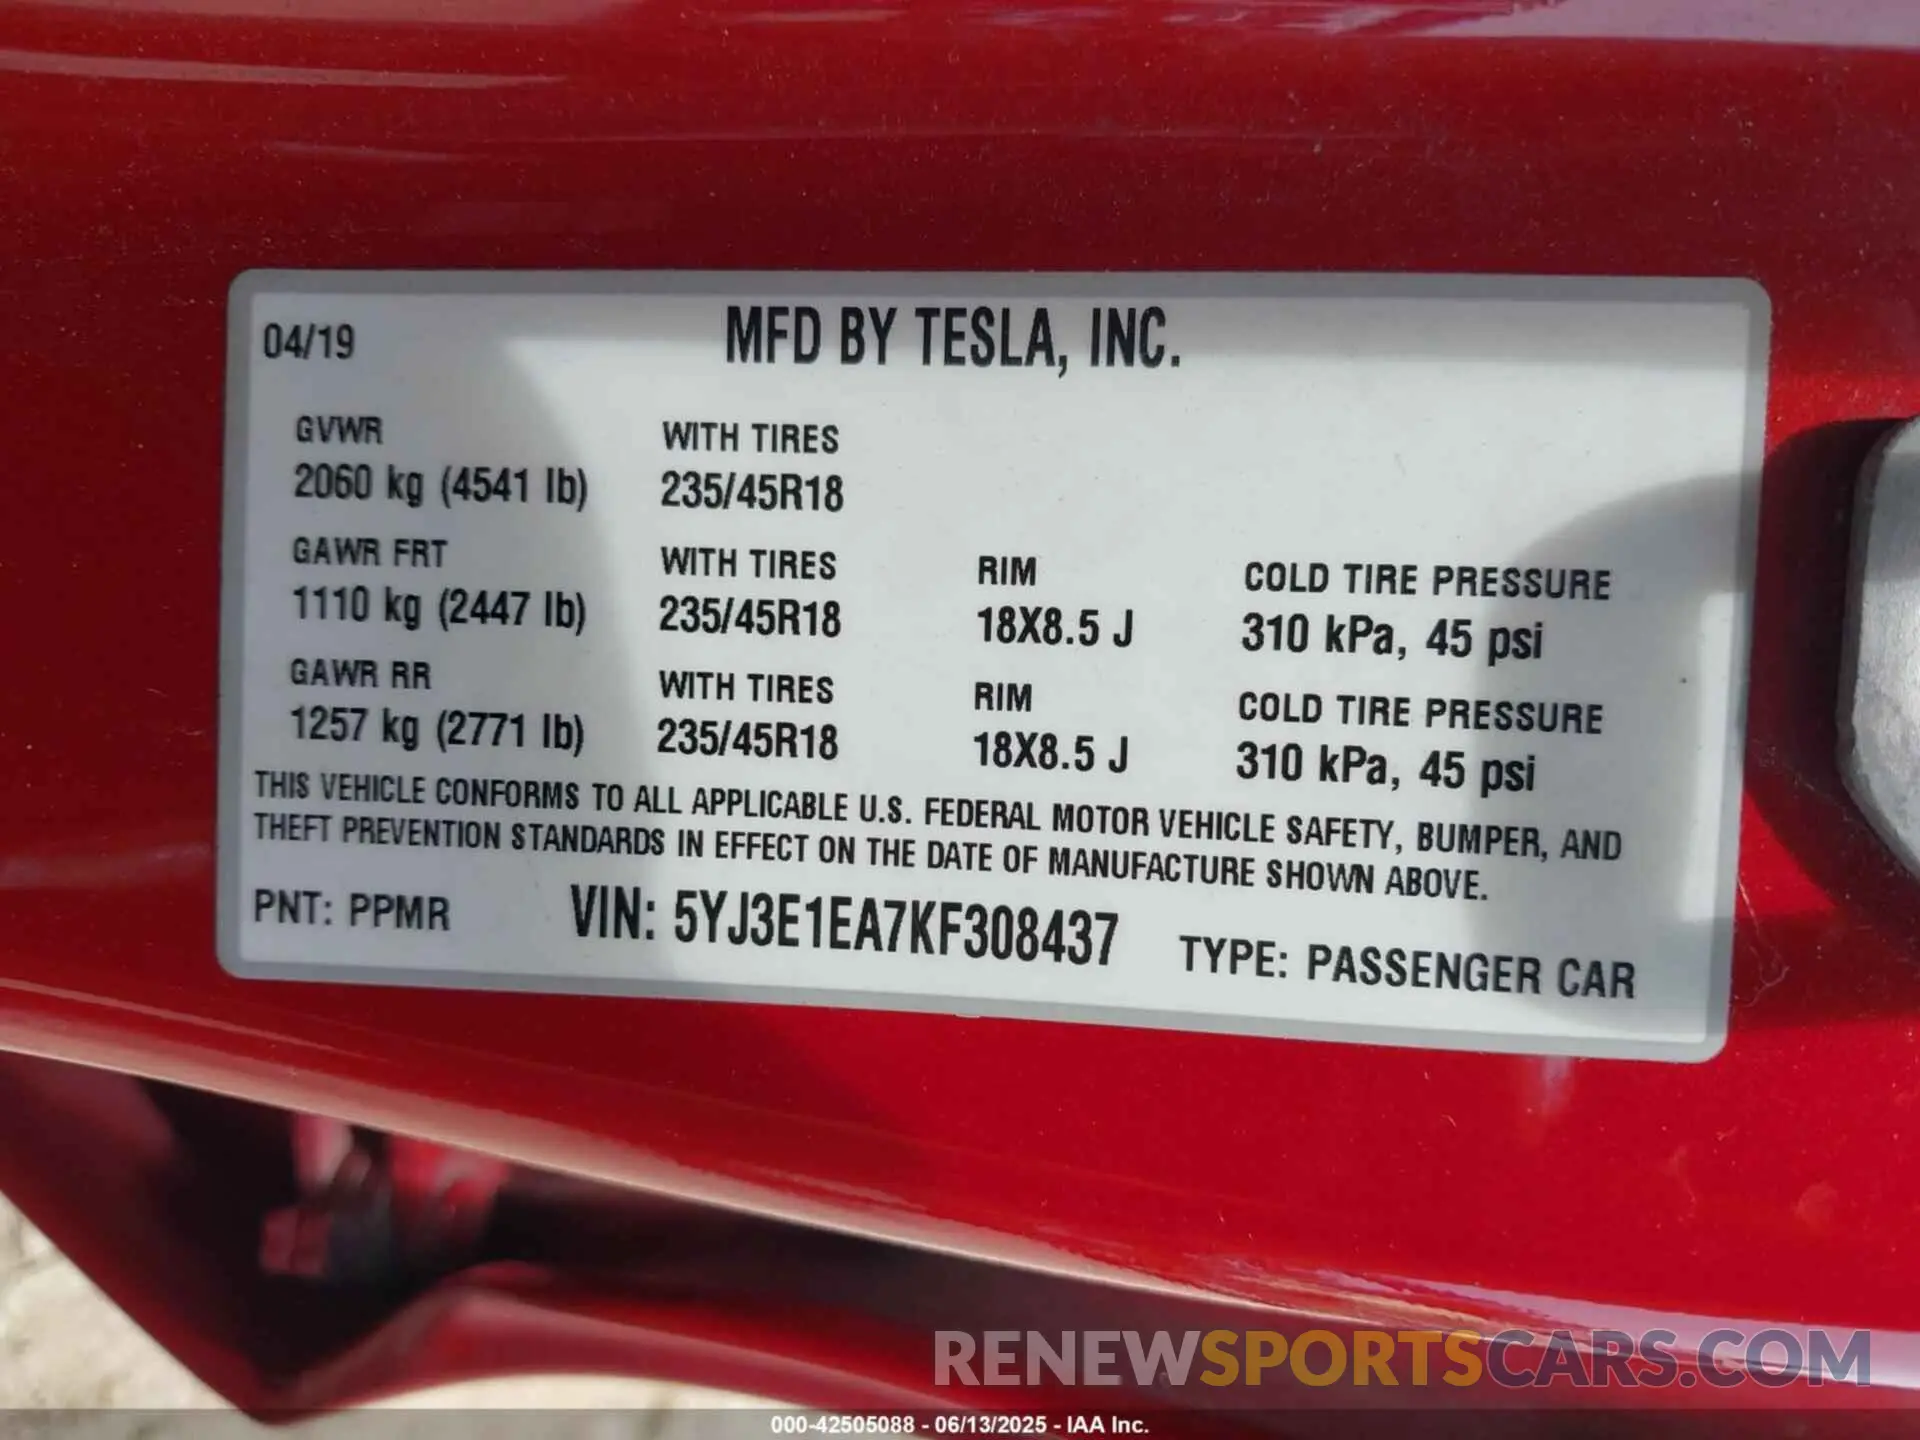 04/19 MFD BY TESLA, INC.
GVWR WITH TIRES
2060 kg (4541 lb) 235/45R18
GAWR FRT WITH TIRES RIM COLD TIRE PRESSURE
1110 kg (2447 lb) 235/45R18 18X8.5 J 310 kPa, 45 psi
GAWR RR WITH TIRES RIM COLD TIRE PRESSURE
1257 kg (2771 lb) 235/45R18 18X8.5 J 310 kPa, 45 psi
THIS VEHICLE CONFORMS TO ALL APPLICABLE U.S. FEDERAL MOTOR VEHICLE SAFETY, BUMPER, AND
THEFT PREVENTION STANDARDS IN EFFECT ON THE DATE OF MANUFACTURE SHOWN ABOVE.
PNT: PPMR VIN: 5YJ3E1EA7KF308437 TYPE: PASSENGER CAR
RENEWSPORTSCARS.COM
000-42505088 - 06/13/2025 - IAA Inc.